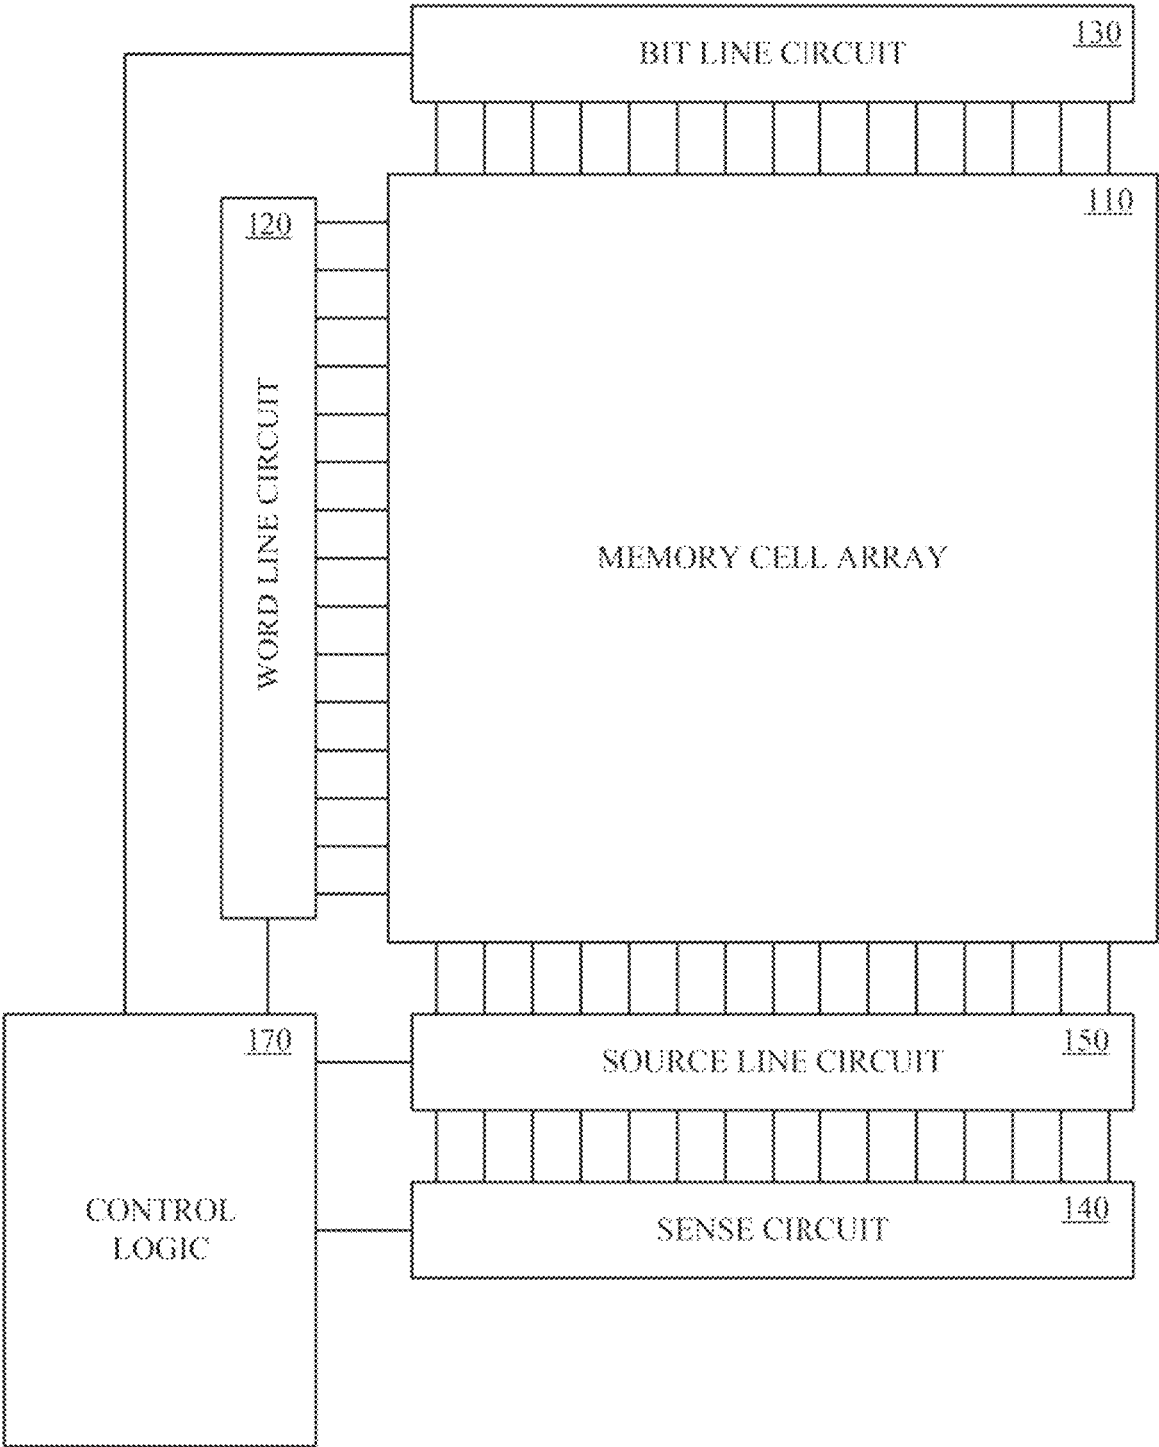 130
BIT LINE CIRCUIT
110
120
WORD LINE CIRCUIT
MEMORY CELL ARRAY
170
150
SOURCE LINE CIRCUIT
CONTROL
LOGIC
140
SENSE CIRCUIT